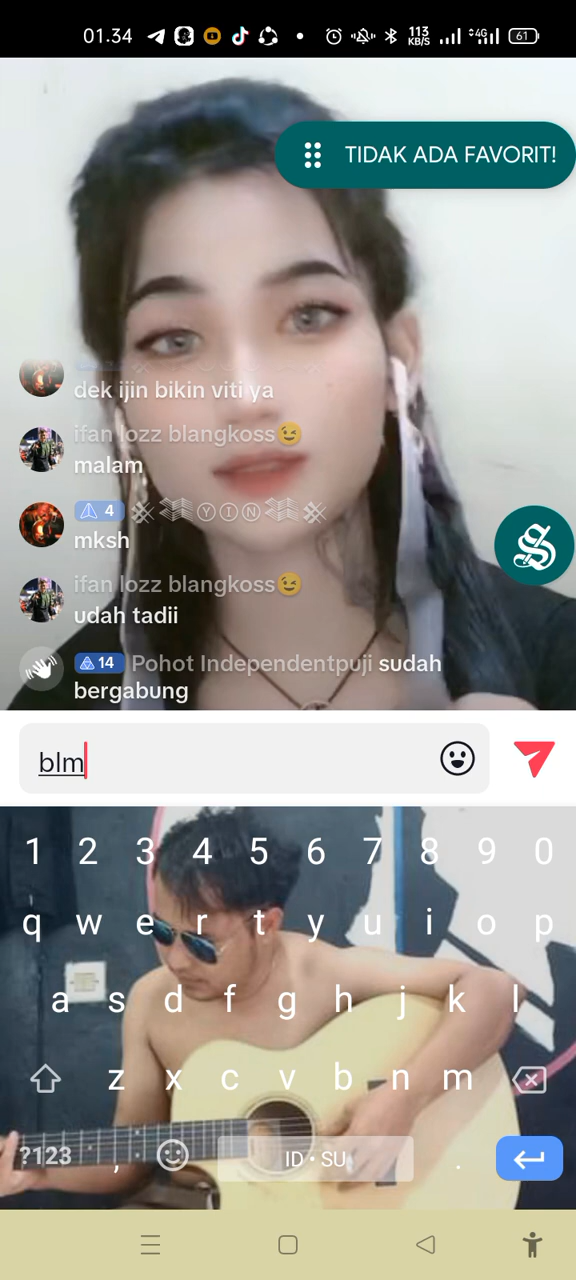 01.34
113
KB/S
4G
61
TIDAK ADA FAVORIT!
dek ijin bikin viti ya
ifan lozz blangkoss😉
malam
4 ⓎⒾⓃ
mksh
ifan lozz blangkoss😉
udah tadii
14 Pohot Independentpuji sudah
bergabung
S
blm
1 2 3 4 5 6 7 8 9 0
q w e r t y u i o p
a s d f g h j k l
z x c v b n m
?123 , ID • SU .